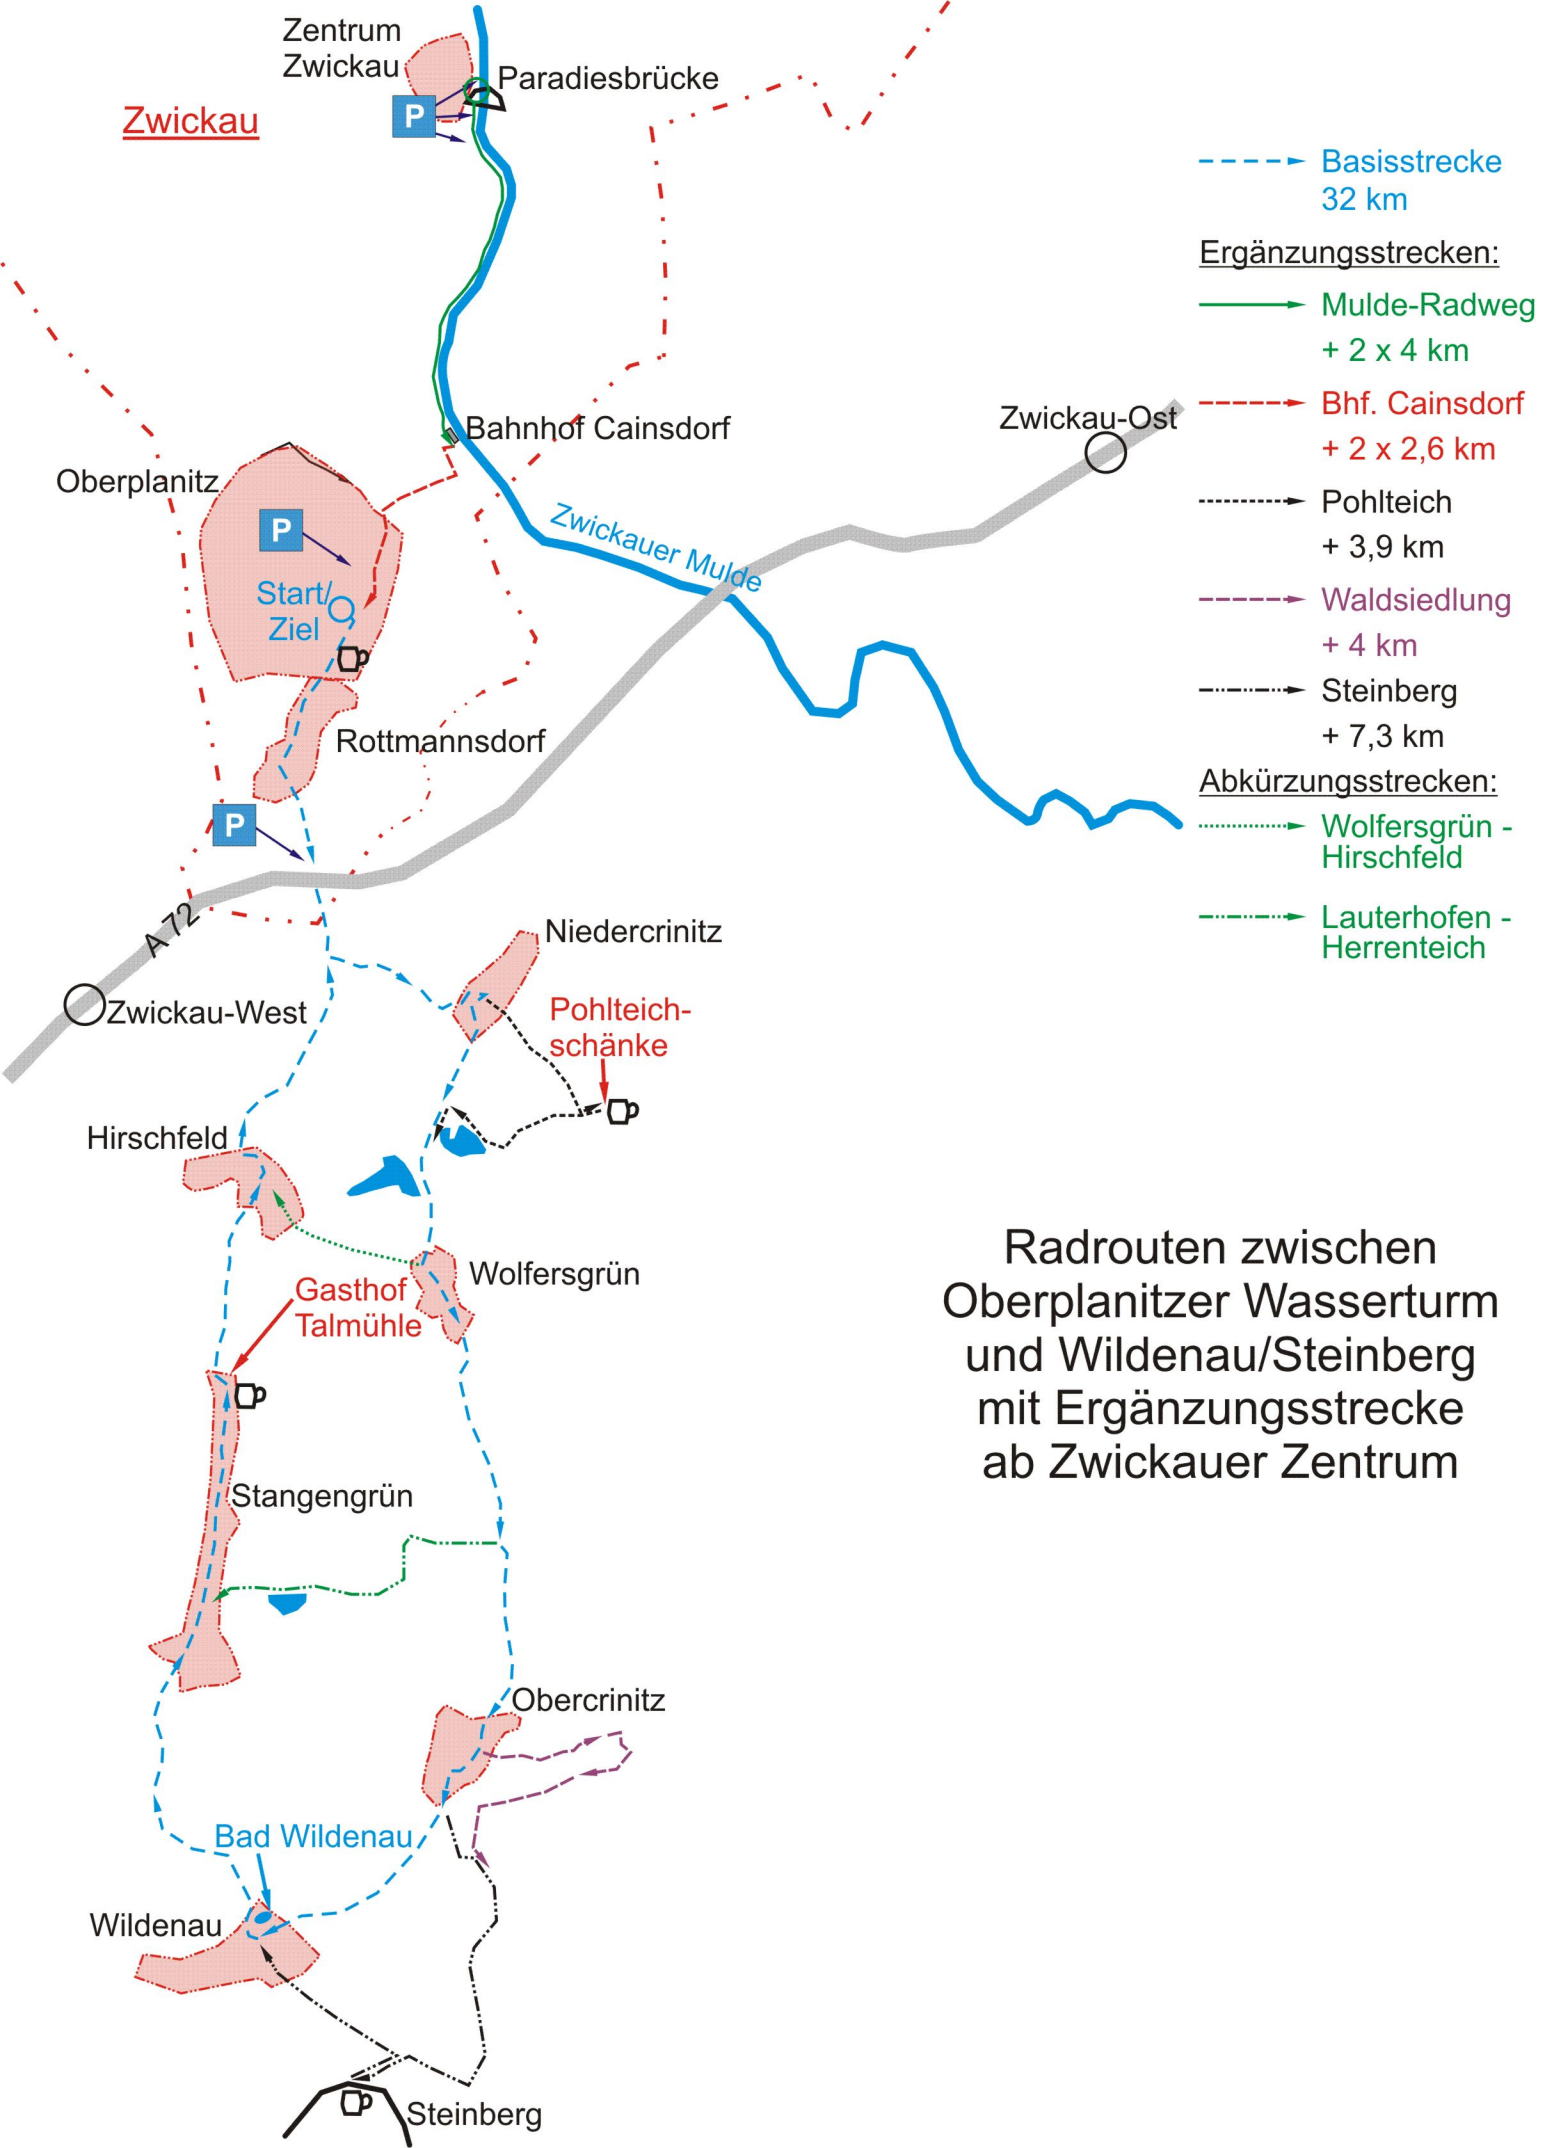 Zentrum
Zwickau
Paradiesbrücke
P
Zwickau
Basisstrecke
32 km
Ergänzungsstrecken:
Mulde-Radweg
+ 2 x 4 km
Bhf. Cainsdorf
+ 2 x 2,6 km
Pohlteich
+ 3,9 km
Waldsiedlung
+ 4 km
Steinberg
+ 7,3 km
Abkürzungsstrecken:
Wolfersgrün -
Hirschfeld
Lauterhofen -
Herrenteich
Zwickau-Ost
Bahnhof Cainsdorf
Oberplanitz
P
Zwickauer Mulde
Start/
Ziel
Rottmannsdorf
P
A 72
Zwickau-West
Niedercrinitz
Pohlteich-
schänke
Hirschfeld
Wolfersgrün
Gasthof
Talmühle
Radrouten zwischen
Oberplanitzer Wasserturm
und Wildenau/Steinberg
mit Ergänzungsstrecke
ab Zwickauer Zentrum
Stangengrün
Obercrinitz
Bad Wildenau
Wildenau
Steinberg